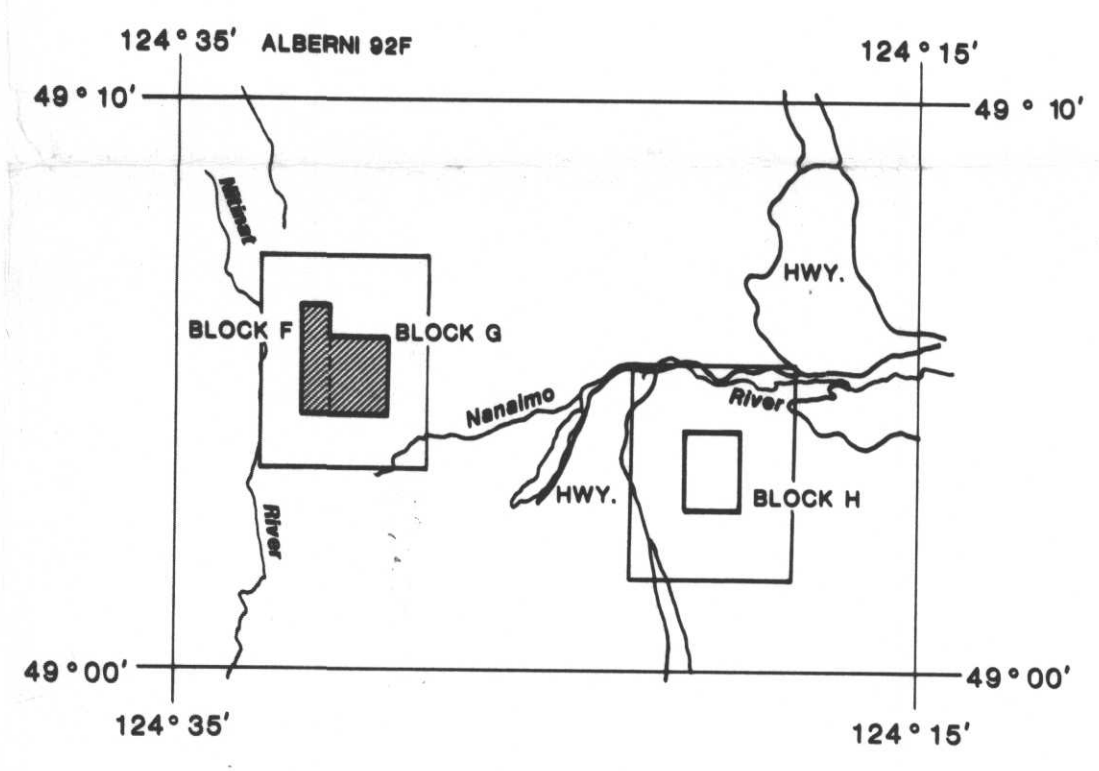 124° 35' ALBERNI 92F
124° 15'
49° 10'
49° 10'
Nitinat
HWY.
BLOCK F
BLOCK G
Nanaimo
River
HWY.
BLOCK H
River
49° 00'
49° 00'
124° 35'
124° 15'